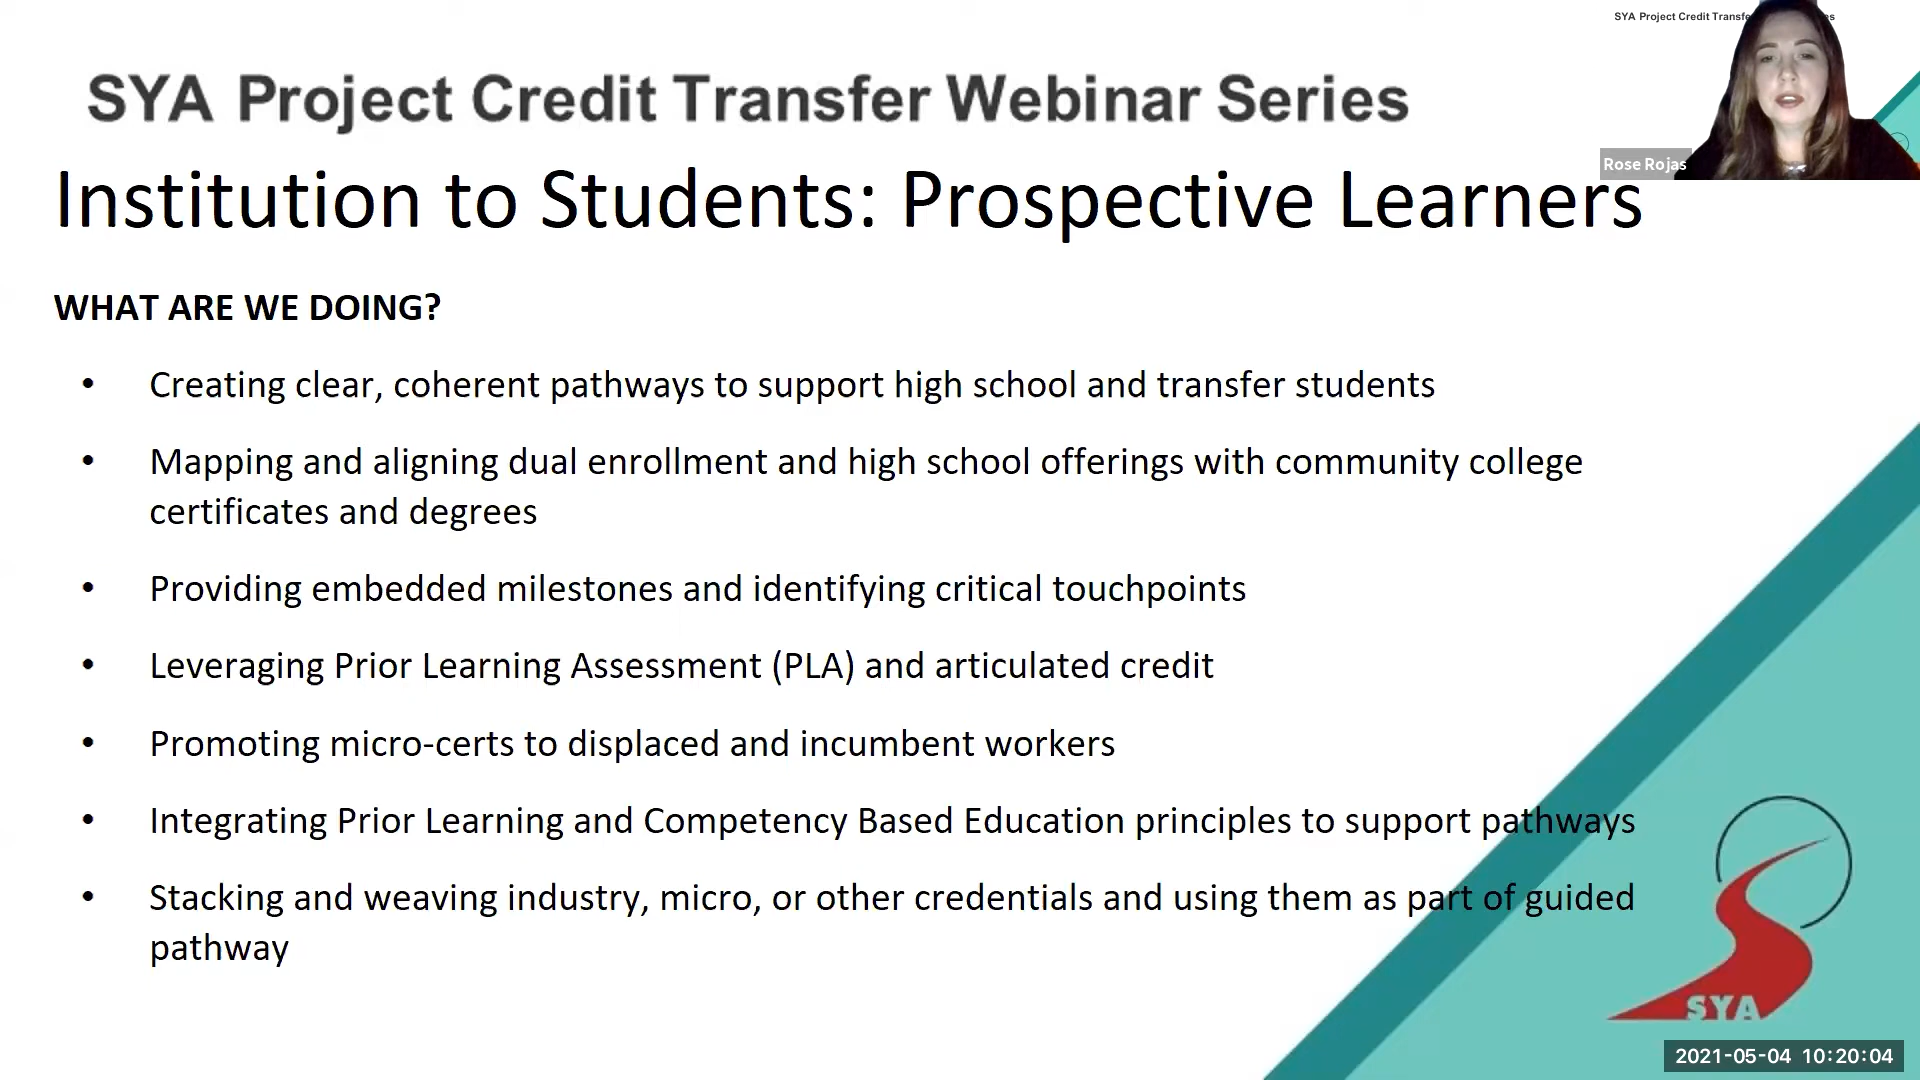 SYA Project Credit Transfe es
SYA Project Credit Transfer Webinar Series
Rose Rojas
Institution to Students: Prospective Learners
WHAT ARE WE DOING?
• Creating clear, coherent pathways to support high school and transfer students
• Mapping and aligning dual enrollment and high school offerings with community college
certificates and degrees
• Providing embedded milestones and identifying critical touchpoints
• Leveraging Prior Learning Assessment (PLA) and articulated credit
• Promoting micro-certs to displaced and incumbent workers
• Integrating Prior Learning and Competency Based Education principles to support pathways
• Stacking and weaving industry, micro, or other credentials and using them as part of guided
pathway
SYA
2021-05-04 10:20:04